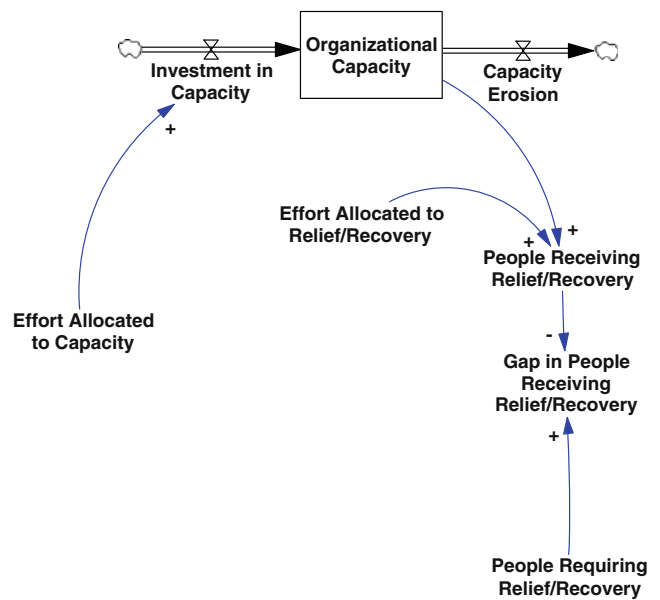 Organizational
Capacity
Investment in
Capacity
Capacity
Erosion
+
Effort Allocated to
Relief/Recovery
+
+
People Receiving
Relief/Recovery
Effort Allocated
to Capacity
-
Gap in People
Receiving
Relief/Recovery
+
People Requiring
Relief/Recovery